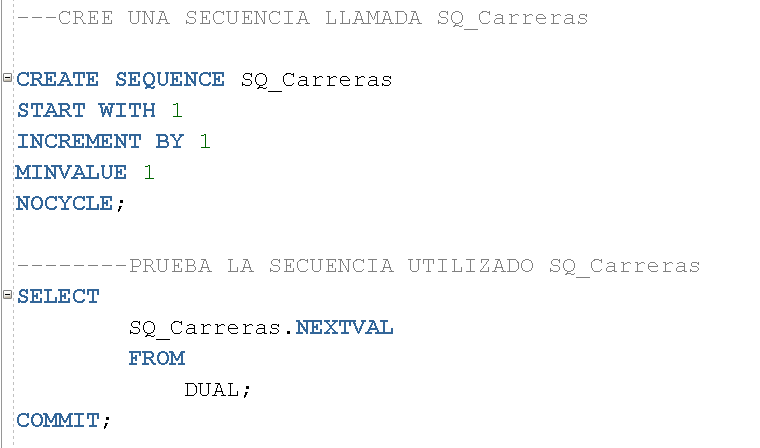 ---CREE UNA SECUENCIA LLAMADA SQ_Carreras
CREATE SEQUENCE SQ_Carreras
START WITH 1
INCREMENT BY 1
MINVALUE 1
NOCYCLE;
--------PRUEBA LA SECUENCIA UTILIZADO SQ_Carreras
SELECT
SQ_Carreras.NEXTVAL
FROM
DUAL;
COMMIT;